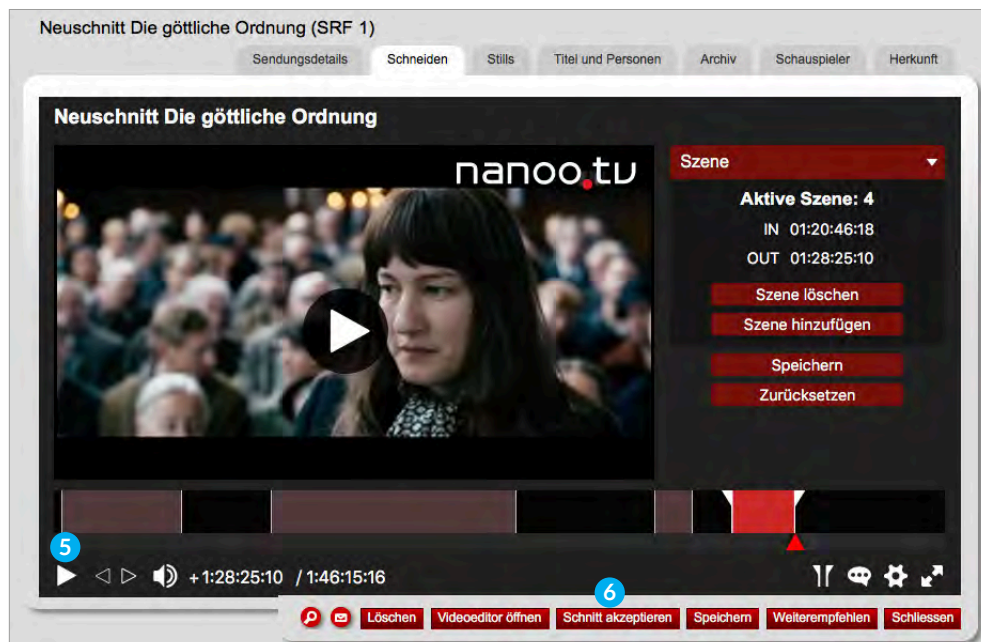 Neuschnitt Die göttliche Ordnung (SRF 1)
Sendungsdetails Schneiden Stills Titel und Personen Archiv Schauspieler Herkunft
Neuschnitt Die göttliche Ordnung
nanoo.tv
Szene
Aktive Szene: 4
IN 01:20:46:18
OUT 01:28:25:10
Szene löschen
Szene hinzufügen
Speichern
Zurücksetzen
5
+1:28:25:10 / 1:46:15:16
6
Löschen Videoeditor öffnen Schnitt akzeptieren Speichern Weiterempfehlen Schliessen